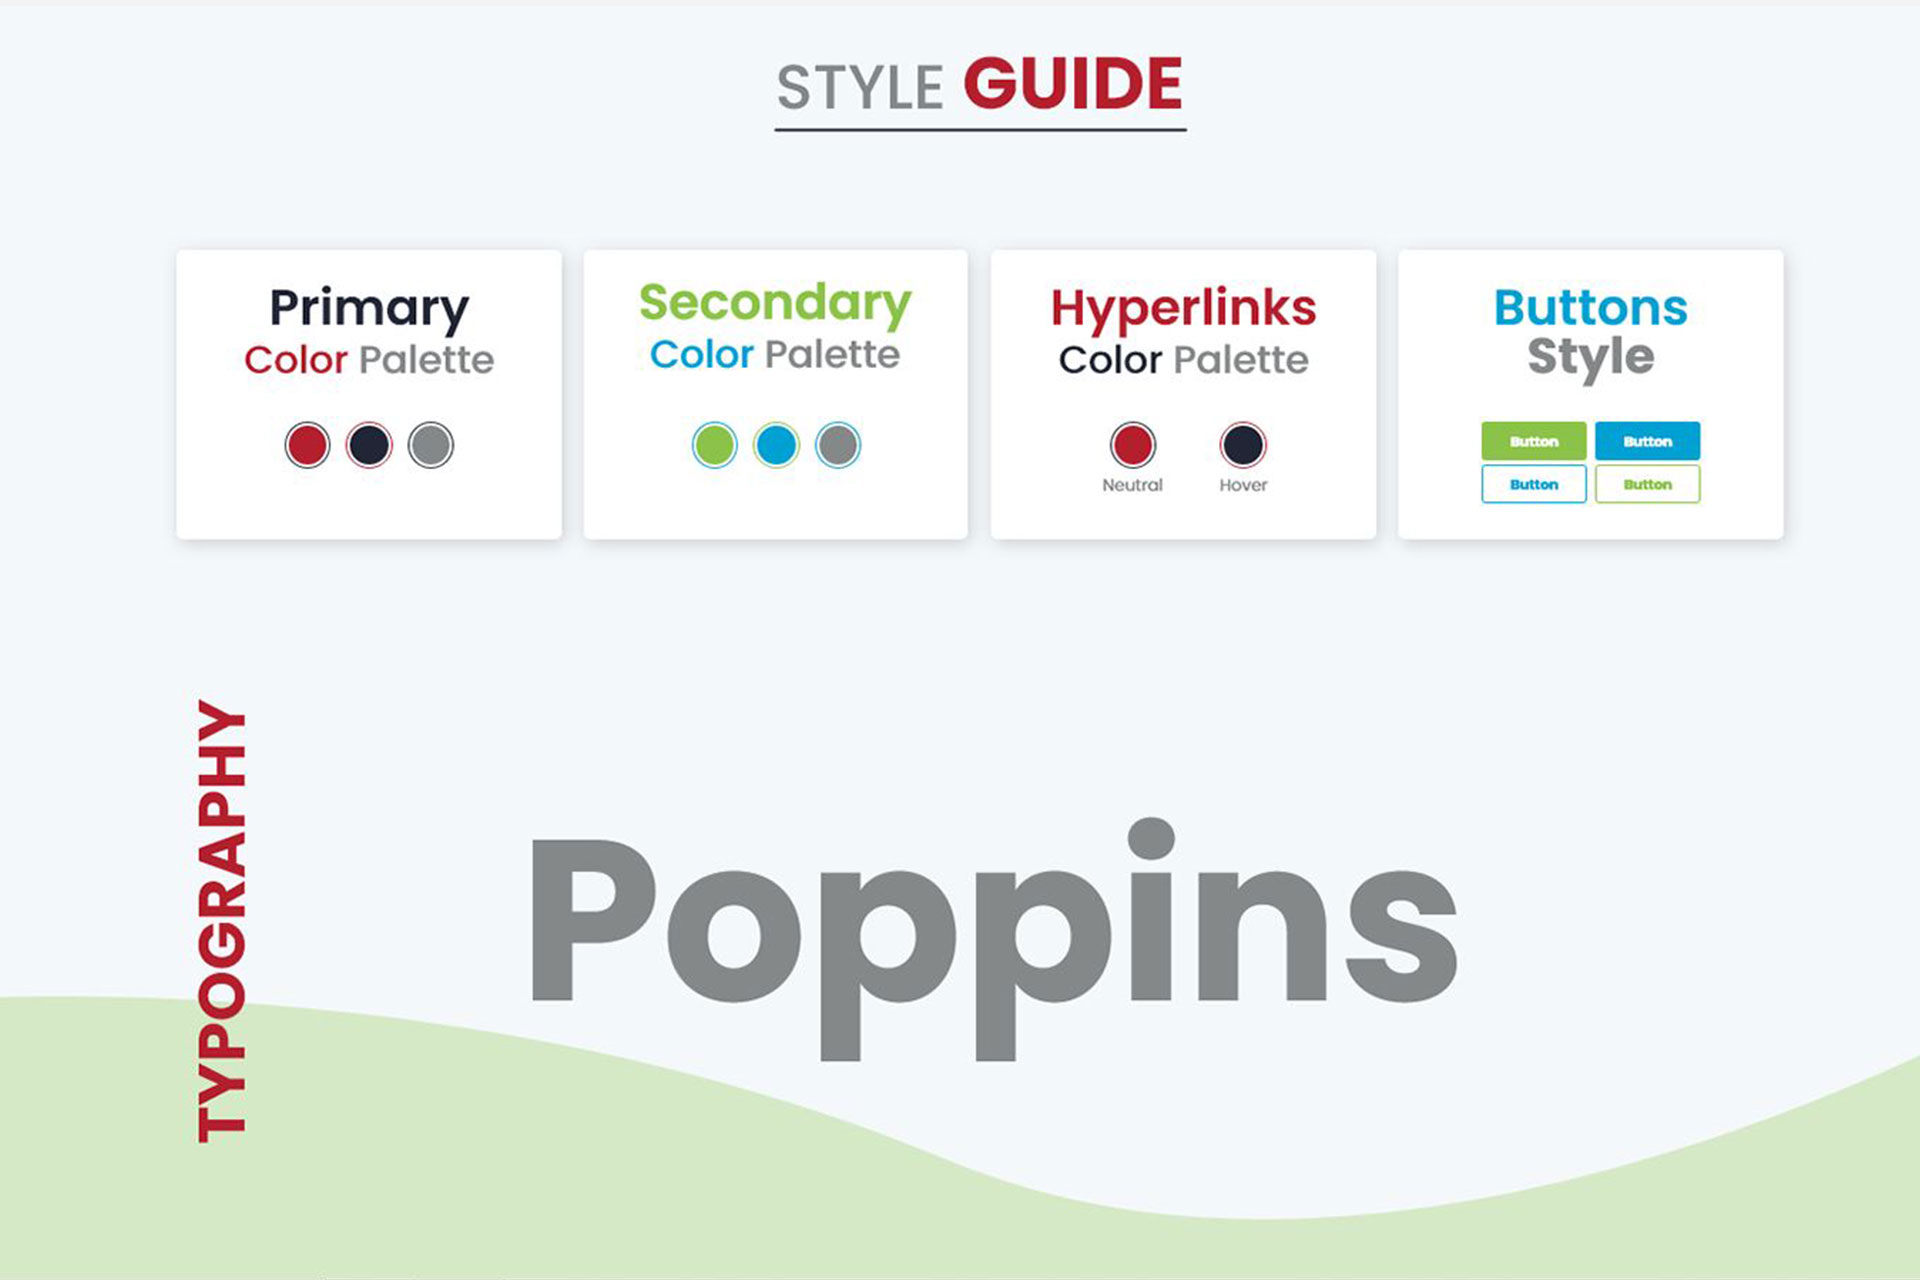 STYLE GUIDE
Primary
Color Palette
Secondary
Color Palette
Hyperlinks
Color Palette
Neutral
Hover
Buttons
Style
Button
Button
Button
Button
TYPOGRAPHY
Poppins